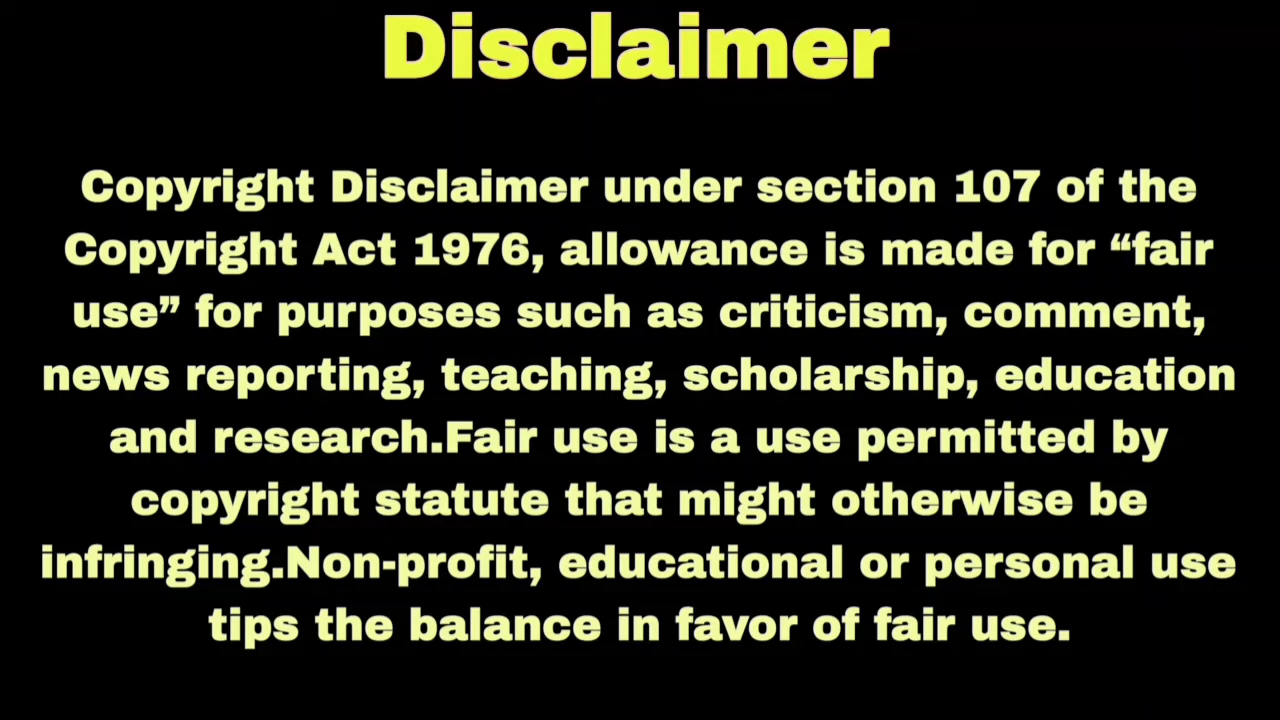 Disclaimer
Copyright Disclaimer under section 107 of the
Copyright Act 1976, allowance is made for “fair
use” for purposes such as criticism, comment,
news reporting, teaching, scholarship, education
and research.Fair use is a use permitted by
copyright statute that might otherwise be
infringing.Non-profit, educational or personal use
tips the balance in favor of fair use.